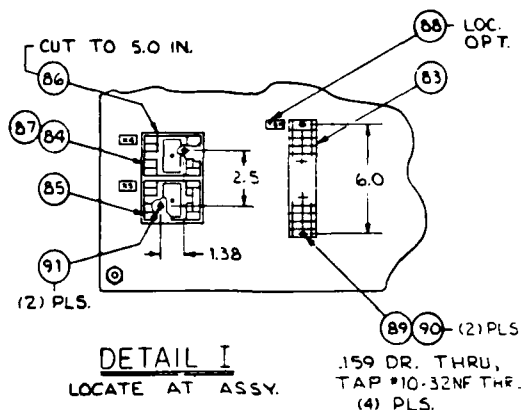 88 LOC. OPT.
CUT TO 5.0 IN.
86
83
87 84
2.5
6.0
85
1.38
91
(2) PLS.
89 90 (2) PLS
DETAIL I
LOCATE AT ASSY.
.159 DR. THRU,
TAP #10-32NF THR.
(4) PLS.